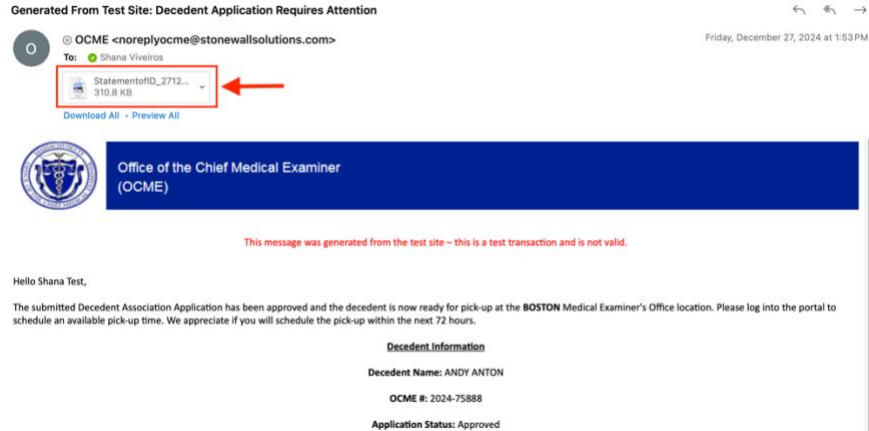 Generated From Test Site: Decedent Application Requires Attention
O
OCME <noreplyocme@stonewallsolutions.com>
Friday, December 27, 2024 at 1:53 PM
To: Shana Viveiros
StatementofID_2712...
310.8 KB
Download All • Preview All
Office of the Chief Medical Examiner
(OCME)
This message was generated from the test site – this is a test transaction and is not valid.
Hello Shana Test,
The submitted Decedent Association Application has been approved and the decedent is now ready for pick-up at the BOSTON Medical Examiner's Office location. Please log into the portal to
schedule an available pick-up time. We appreciate if you will schedule the pick-up within the next 72 hours.
Decedent Information
Decedent Name: ANDY ANTON
OCME #: 2024-75888
Application Status: Approved